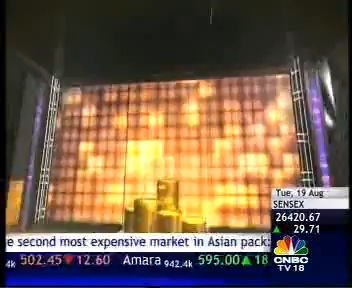 Tue, 19 Aug
SENSEX
26420.67
▲ 29.71
e second most expensive market in Asian pack:
4k 502.45▼12.60 Amara 942.4k 595.00▲18
CNBC
TV18